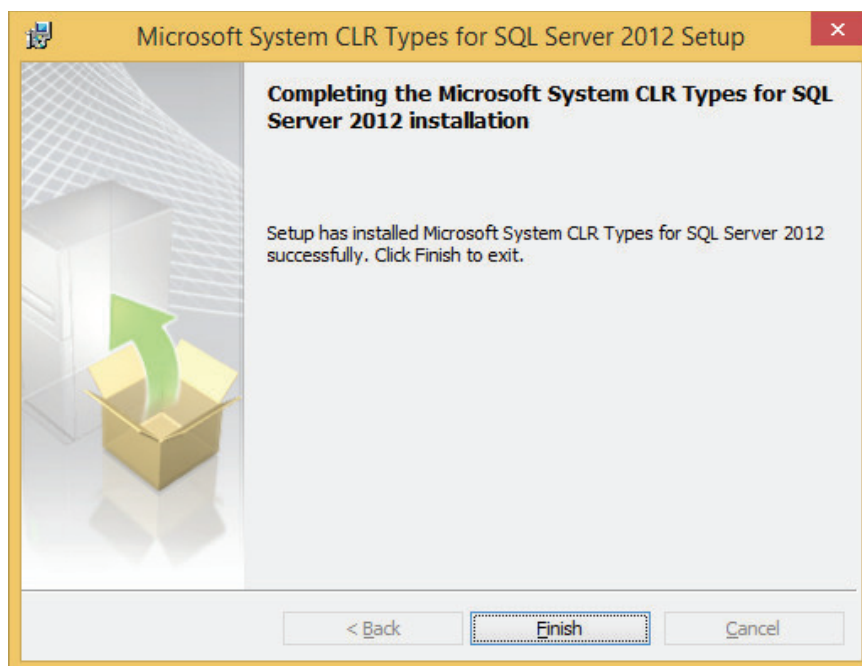 Microsoft System CLR Types for SQL Server 2012 Setup
Completing the Microsoft System CLR Types for SQL
Server 2012 installation
Setup has installed Microsoft System CLR Types for SQL Server 2012
successfully. Click Finish to exit.
< Back
Finish
Cancel